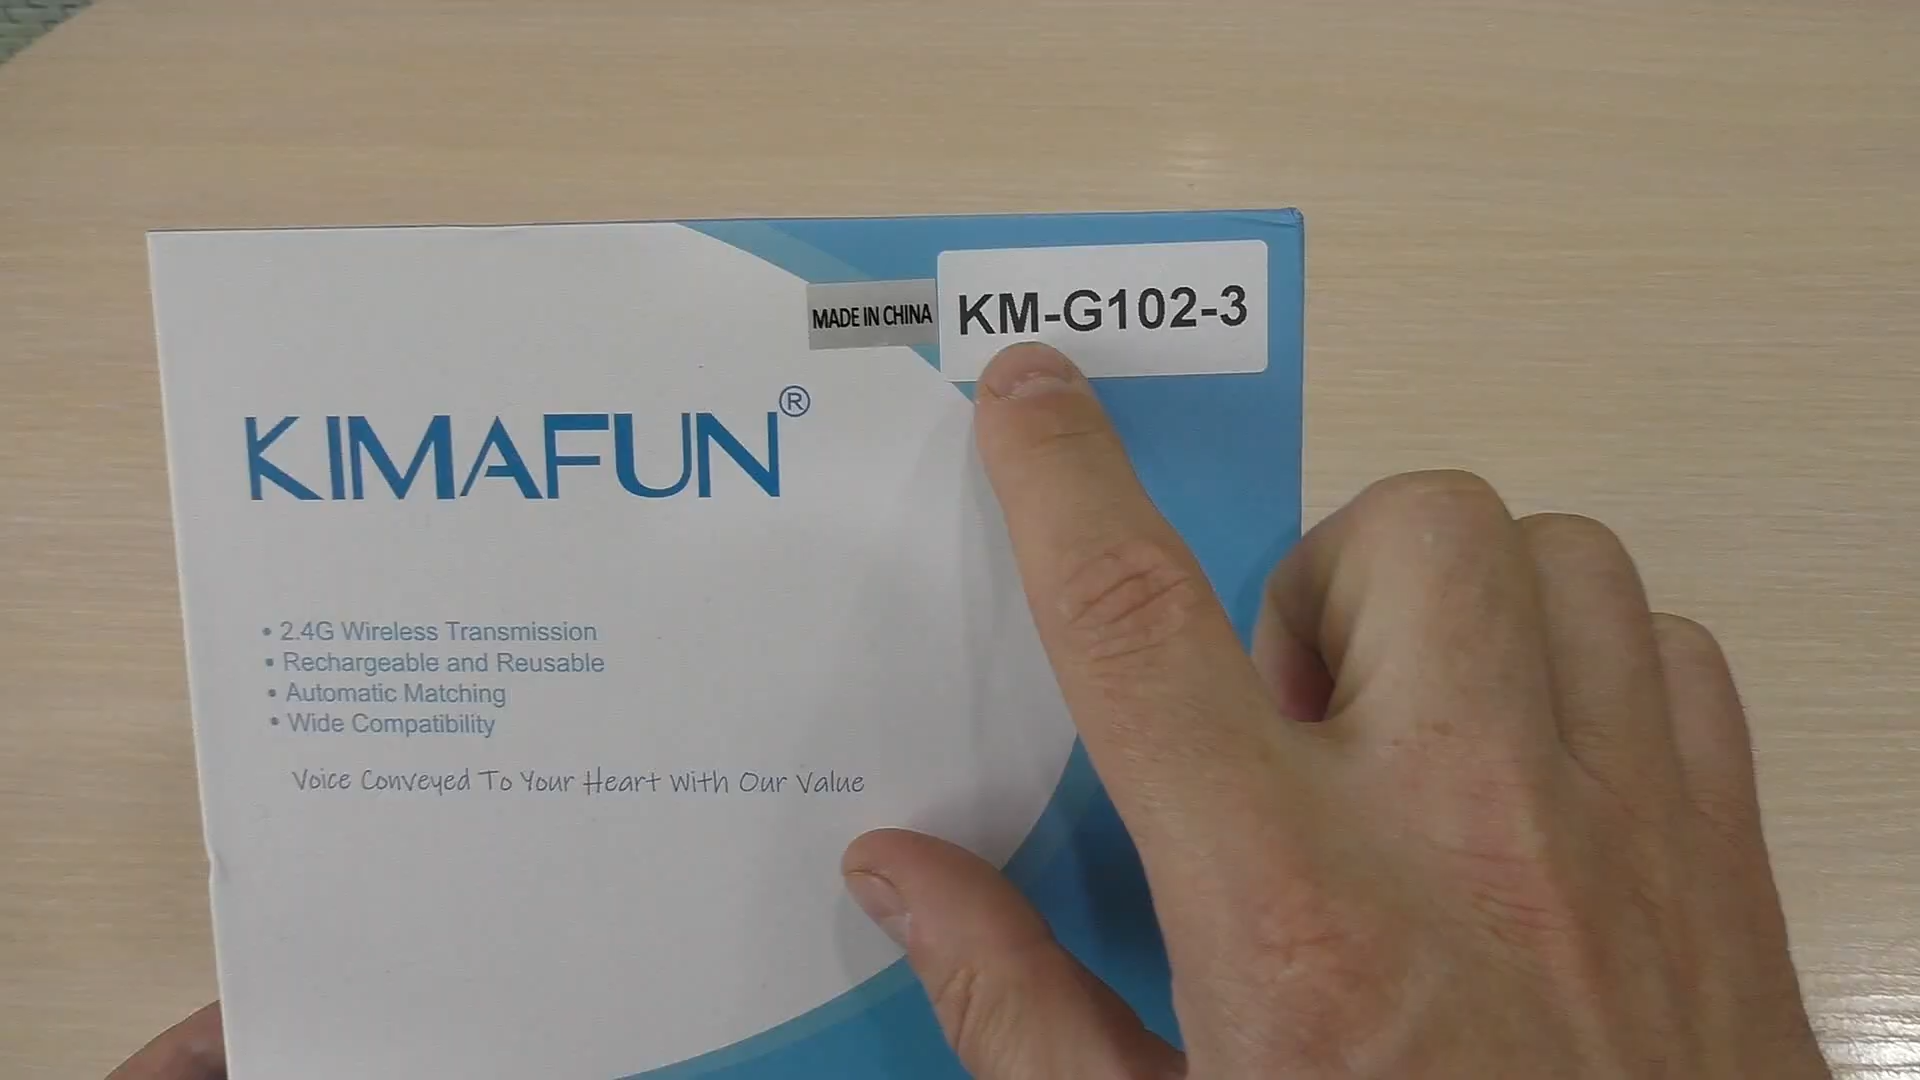 MADE IN CHINA
KM-G102-3
KIMAFUN®
• 2.4G Wireless Transmission
• Rechargeable and Reusable
• Automatic Matching
• Wide Compatibility
Voice Conveyed To Your Heart With Our Value